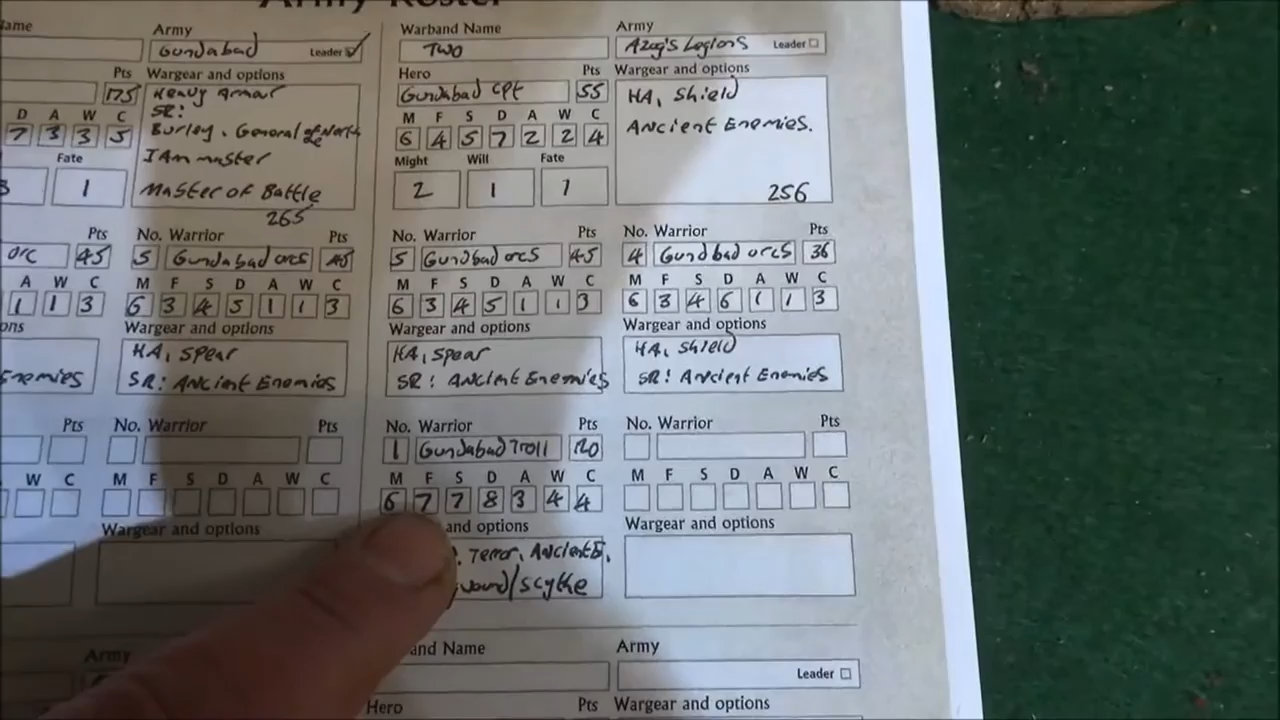 Army Roster
Name
Army
Gundabad
Leader ✓
Pts
Wargear and options
175
Heavy Armour
SR:
Burley, General of the North
I Am master
Master of Battle
265
D A W C
7 3 3 5
Fate
3 1
Warband Name
Two
Army
Azog's Legions
Leader
Hero
Pts
Wargear and options
Gundabad Cpt
55
HA, Shield
Ancient Enemies.
256
M F S D A W C
6 4 5 7 2 2 4
Might Will Fate
2 1 1
orc
45
A W C
1 1 3
ons
Enemies
No. Warrior Pts
5 Gundabad orcs 45
M F S D A W C
6 3 4 5 1 1 3
Wargear and options
HA, spear
SR: Ancient Enemies
No. Warrior Pts
5 Gundbad orcs 45
M F S D A W C
6 3 4 5 1 1 3
Wargear and options
HA, spear
SR: Ancient Enemies
No. Warrior Pts
4 Gundbad orcs 36
M F S D A W C
6 3 4 6 1 1 3
Wargear and options
HA, Shield
SR: Ancient Enemies
Pts
W C
No. Warrior Pts
M F S D A W C
Wargear and options
No. Warrior Pts
1 Gundabad Troll 120
M F S D A W C
6 7 7 8 3 4 4
and options
Terror, Ancient E,
/Scythe
No. Warrior Pts
M F S D A W C
Wargear and options
Army
and Name
Army
Leader
Hero
Pts
Wargear and options